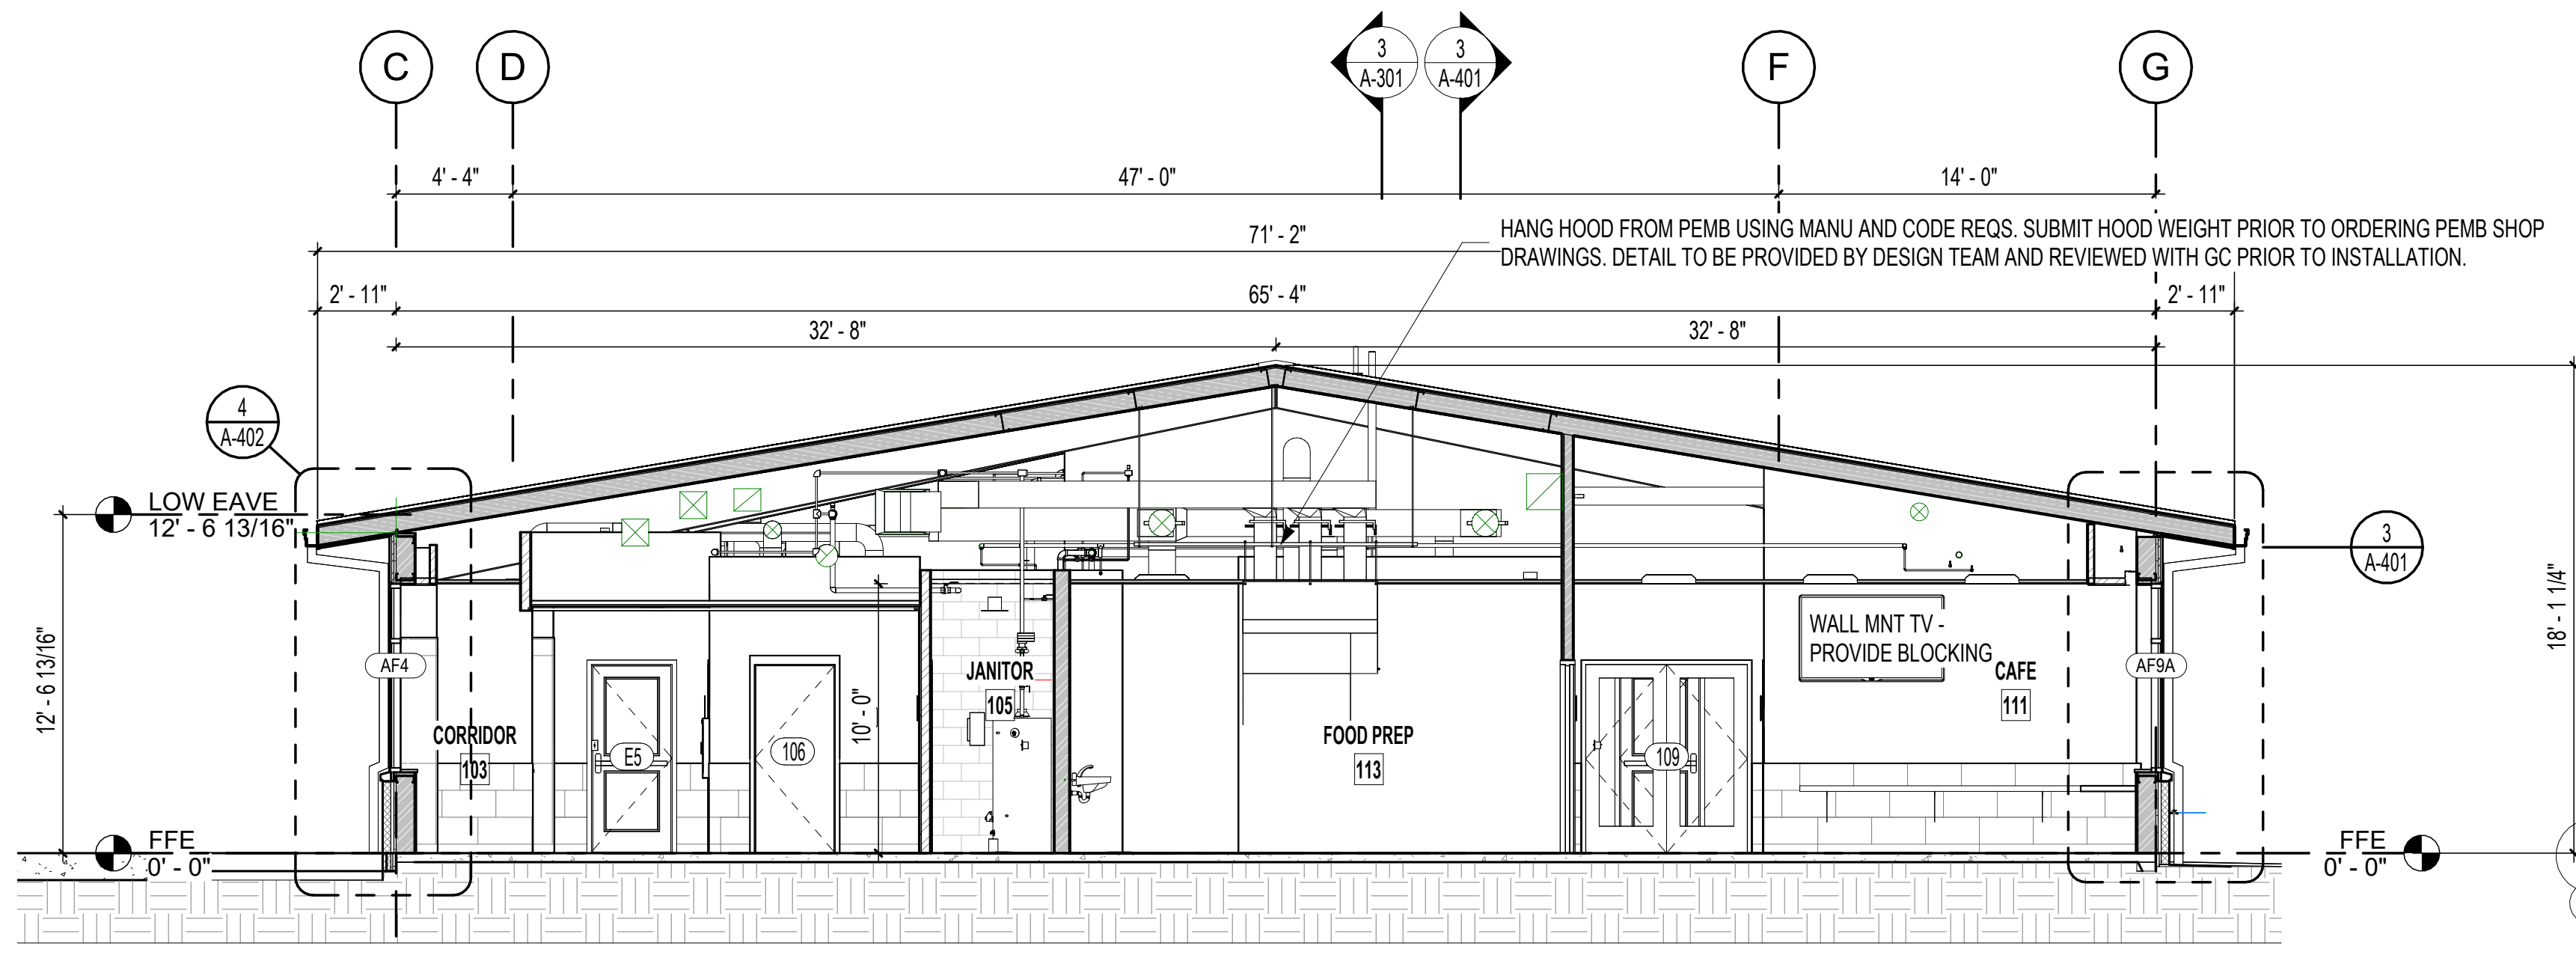 C
D
3
A-301
3
A-401
F
G
4' - 4"
47' - 0"
14' - 0"
71' - 2"
HANG HOOD FROM PEMB USING MANU AND CODE REQS. SUBMIT HOOD WEIGHT PRIOR TO ORDERING PEMB SHOP
DRAWINGS. DETAIL TO BE PROVIDED BY DESIGN TEAM AND REVIEWED WITH GC PRIOR TO INSTALLATION.
2' - 11"
65' - 4"
2' - 11"
32' - 8"
32' - 8"
4
A-402
LOW EAVE
12' - 6 13/16"
3
A-401
12' - 6 13/16"
18' - 1 1/4"
WALL MNT TV -
PROVIDE BLOCKING
AF4
AF9A
JANITOR
105
CAFE
111
10' - 0"
CORRIDOR
103
E5
106
FOOD PREP
113
109
FFE
0' - 0"
FFE
0' - 0"